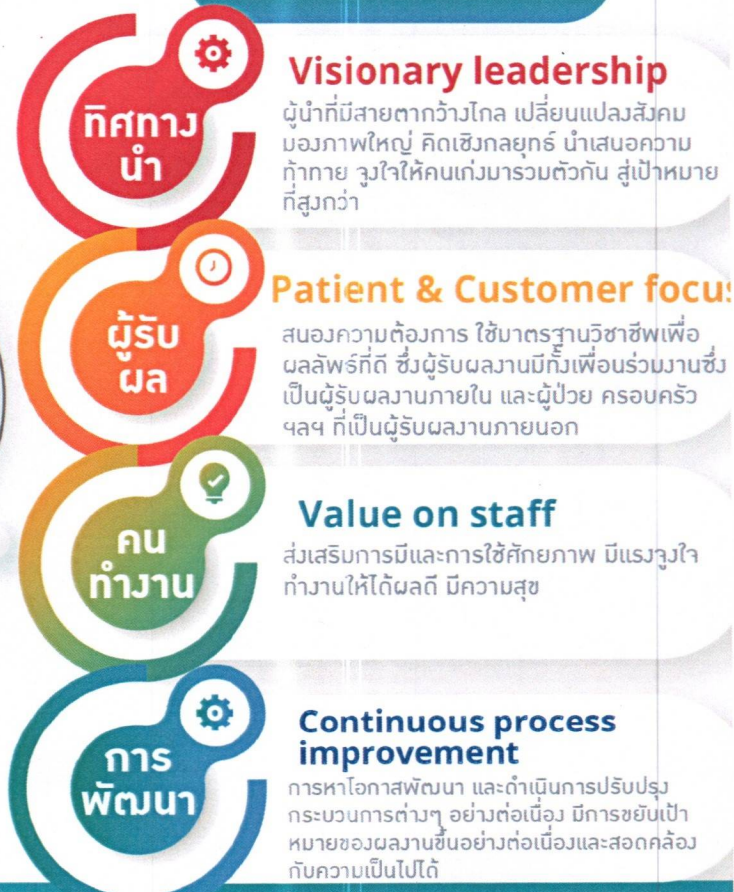 ทิศทาง
นำ
Visionary leadership
ผู้นำที่มีสายตากว้างไกล เปลี่ยนแปลงสังคม
มองภาพใหญ่ คิดเชิงกลยุทธ์ นำเสนอความ
ท้าทาย จูงใจให้คนเก่งมารวมตัวกัน สู่เป้าหมาย
ที่สูงกว่า
ผู้รับ
ผล
Patient & Customer focus
สนองความต้องการ ใช้มาตรฐานวิชาชีพเพื่อ
ผลลัพธ์ที่ดี ซึ่งผู้รับผลงานมีทั้งเพื่อนร่วมงานซึ่ง
เป็นผู้รับผลงานภายใน และผู้ป่วย ครอบครัว
ฯลฯ ที่เป็นผู้รับผลงานภายนอก
คน
ทำงาน
Value on staff
ส่งเสริมการมีและการใช้ศักยภาพ มีแรงจูงใจ
ทำงานให้ได้ผลดี มีความสุข
การ
พัฒนา
Continuous process
improvement
การหาโอกาสพัฒนา และดำเนินการปรับปรุง
กระบวนการต่างๆ อย่างต่อเนื่อง มีการขยับเป้า
หมายของผลงานขึ้นอย่างต่อเนื่องและสอดคล้อง
กับความเป็นไปได้